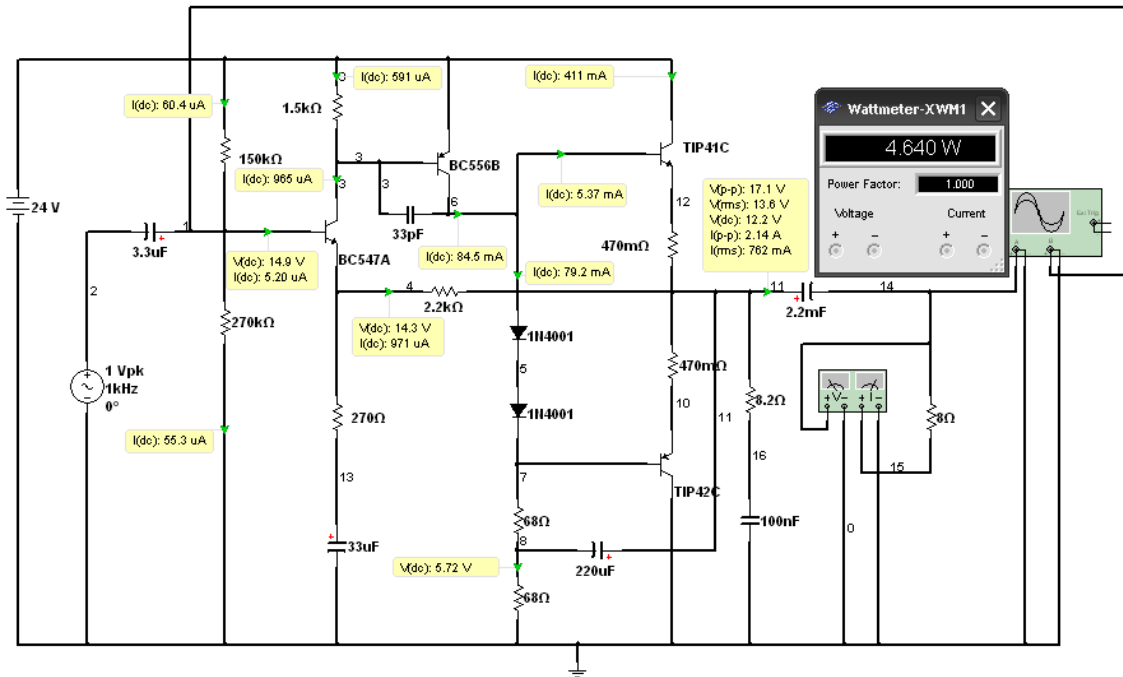 I(dc): 591 uA
I(dc): 411 mA
I(dc): 60.4 uA
1.5kΩ
Wattmeter-XWM1
4.640 W
Power Factor: 1.000
Voltage Current
+ − + −
150kΩ
3
3
BC556B
TIP41C
I(dc): 965 uA
3
3
I(dc): 5.37 mA
V(p-p): 17.1 V
V(rms): 13.6 V
V(dc): 12.2 V
I(p-p): 2.14 A
I(rms): 762 mA
12
24 V
1
6
33pF
470mΩ
Ext Trig
A B
3.3uF
V(dc): 14.9 V
I(dc): 5.20 uA
BC547A
I(dc): 84.5 mA
I(dc): 79.2 mA
2
4
2.2kΩ
11
14
2.2mF
270kΩ
V(dc): 14.3 V
I(dc): 971 uA
1N4001
5
470mΩ
1 Vpk
1kHz
0°
V I
+ − + −
8.2Ω
270Ω
1N4001
10
11
8Ω
I(dc): 55.3 uA
16
15
13
7
TIP42C
68Ω
100nF
0
33uF
8
V(dc): 5.72 V
220uF
68Ω